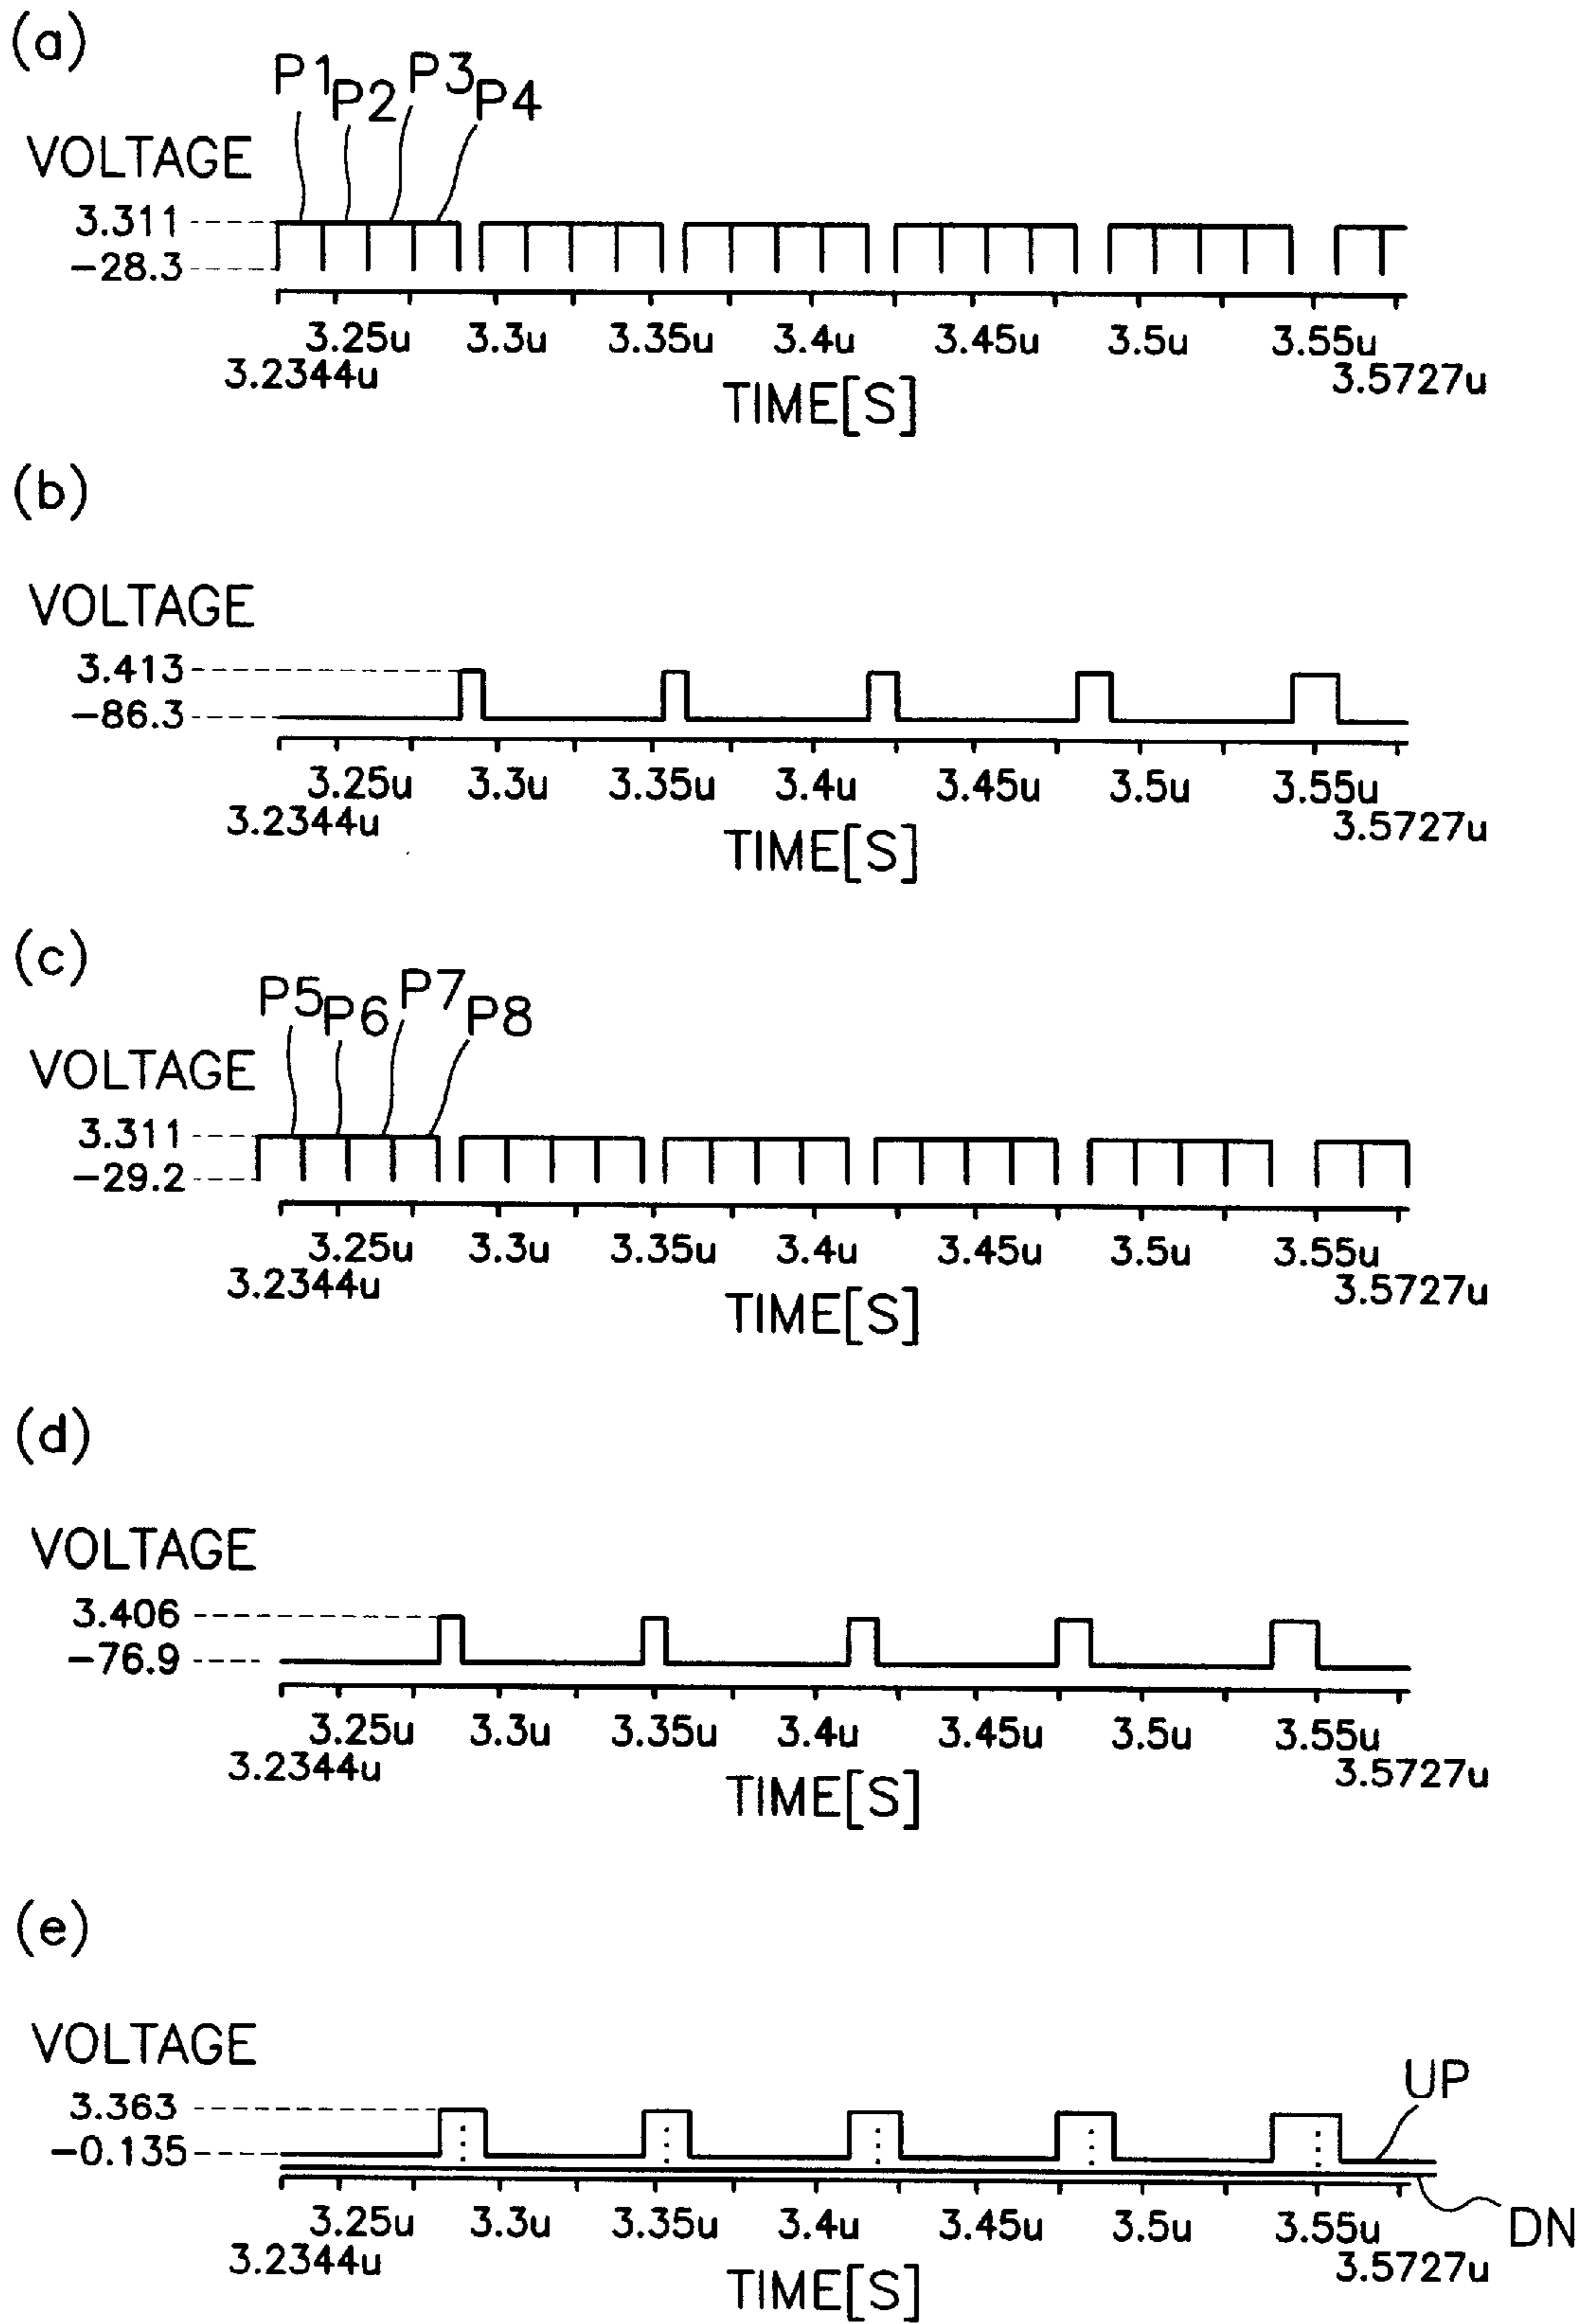 (a)
P1 P2 P3 P4
VOLTAGE
3.311
-28.3
3.25u 3.3u 3.35u 3.4u 3.45u 3.5u 3.55u
3.2344u 3.5727u
TIME[S]
(b)
VOLTAGE
3.413
-86.3
3.25u 3.3u 3.35u 3.4u 3.45u 3.5u 3.55u
3.2344u 3.5727u
TIME[S]
(c)
P5 P6 P7 P8
VOLTAGE
3.311
-29.2
3.25u 3.3u 3.35u 3.4u 3.45u 3.5u 3.55u
3.2344u 3.5727u
TIME[S]
(d)
VOLTAGE
3.406
-76.9
3.25u 3.3u 3.35u 3.4u 3.45u 3.5u 3.55u
3.2344u 3.5727u
TIME[S]
(e)
VOLTAGE
UP
3.363
-0.135
3.25u 3.3u 3.35u 3.4u 3.45u 3.5u 3.55u DN
3.2344u 3.5727u
TIME[S]